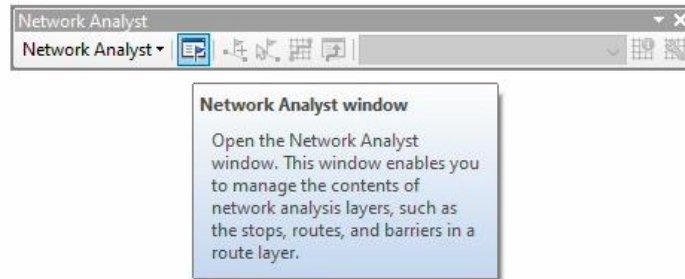 Network Analyst
Network Analyst
Network Analyst window
Open the Network Analyst
window. This window enables you
to manage the contents of
network analysis layers, such as
the stops, routes, and barriers in a
route layer.